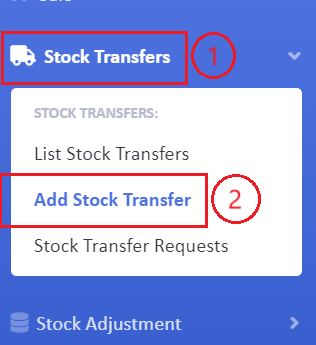 Stock Transfers 1
STOCK TRANSFERS:
List Stock Transfers
Add Stock Transfer 2
Stock Transfer Requests
Stock Adjustment